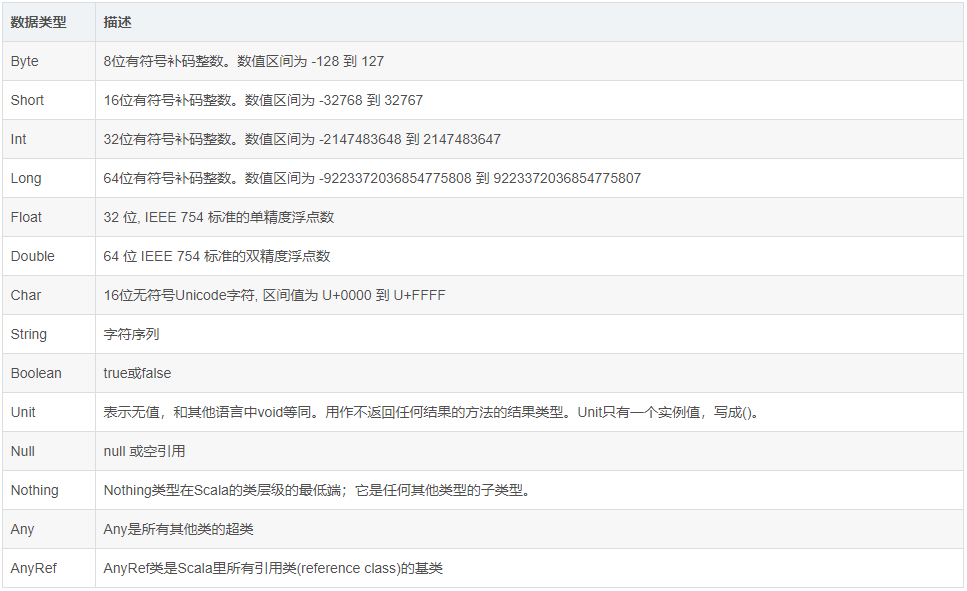 数据类型 描述
Byte 8位有符号补码整数。数值区间为 -128 到 127
Short 16位有符号补码整数。数值区间为 -32768 到 32767
Int 32位有符号补码整数。数值区间为 -2147483648 到 2147483647
Long 64位有符号补码整数。数值区间为 -9223372036854775808 到 9223372036854775807
Float 32 位, IEEE 754 标准的单精度浮点数
Double 64 位 IEEE 754 标准的双精度浮点数
Char 16位无符号Unicode字符, 区间值为 U+0000 到 U+FFFF
String 字符序列
Boolean true或false
Unit 表示无值，和其他语言中void等同。用作不返回任何结果的方法的结果类型。Unit只有一个实例值，写成()。
Null null 或空引用
Nothing Nothing类型在Scala的类层级的最低端；它是任何其他类型的子类型。
Any Any是所有其他类的超类
AnyRef AnyRef类是Scala里所有引用类(reference class)的基类